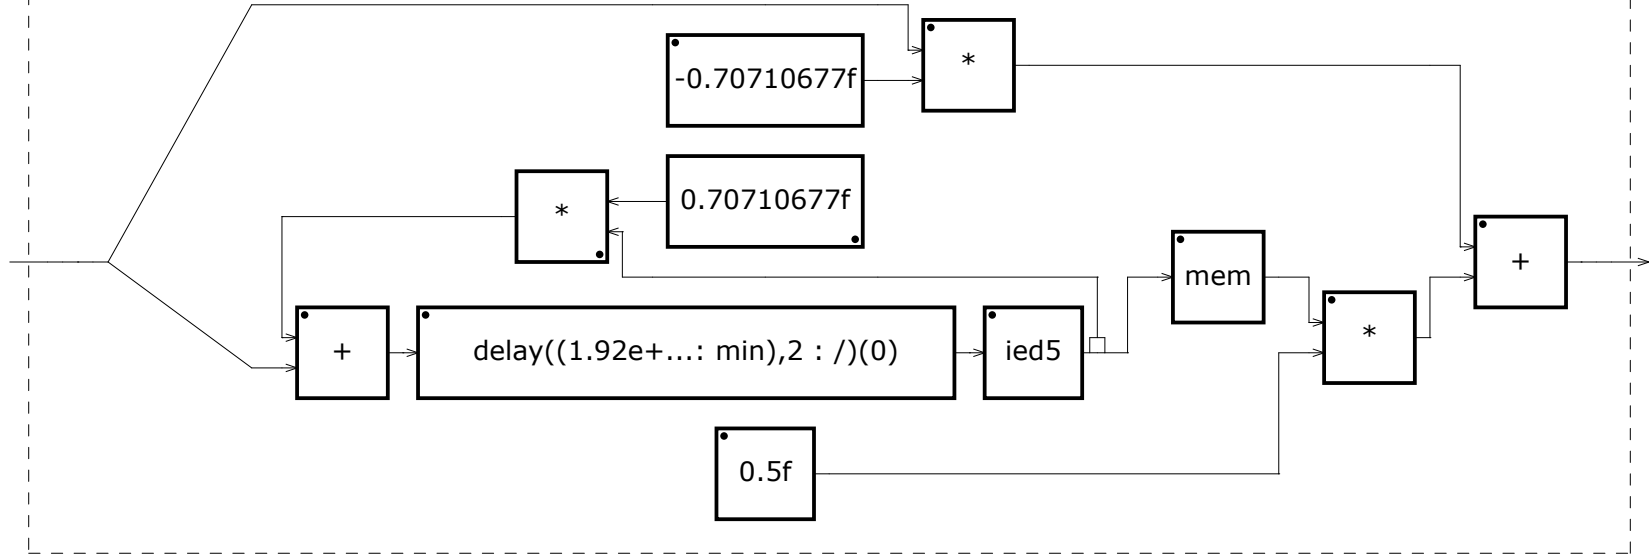 *
-0.70710677f
*
0.70710677f
mem
+
*
+
delay((1.92e+...: min),2 : /)(0)
ied5
0.5f